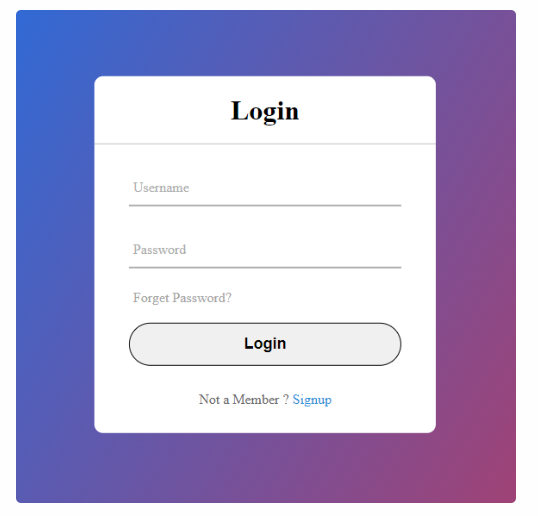 Login
Username
Password
Forget Password?
Login
Not a Member ? Signup